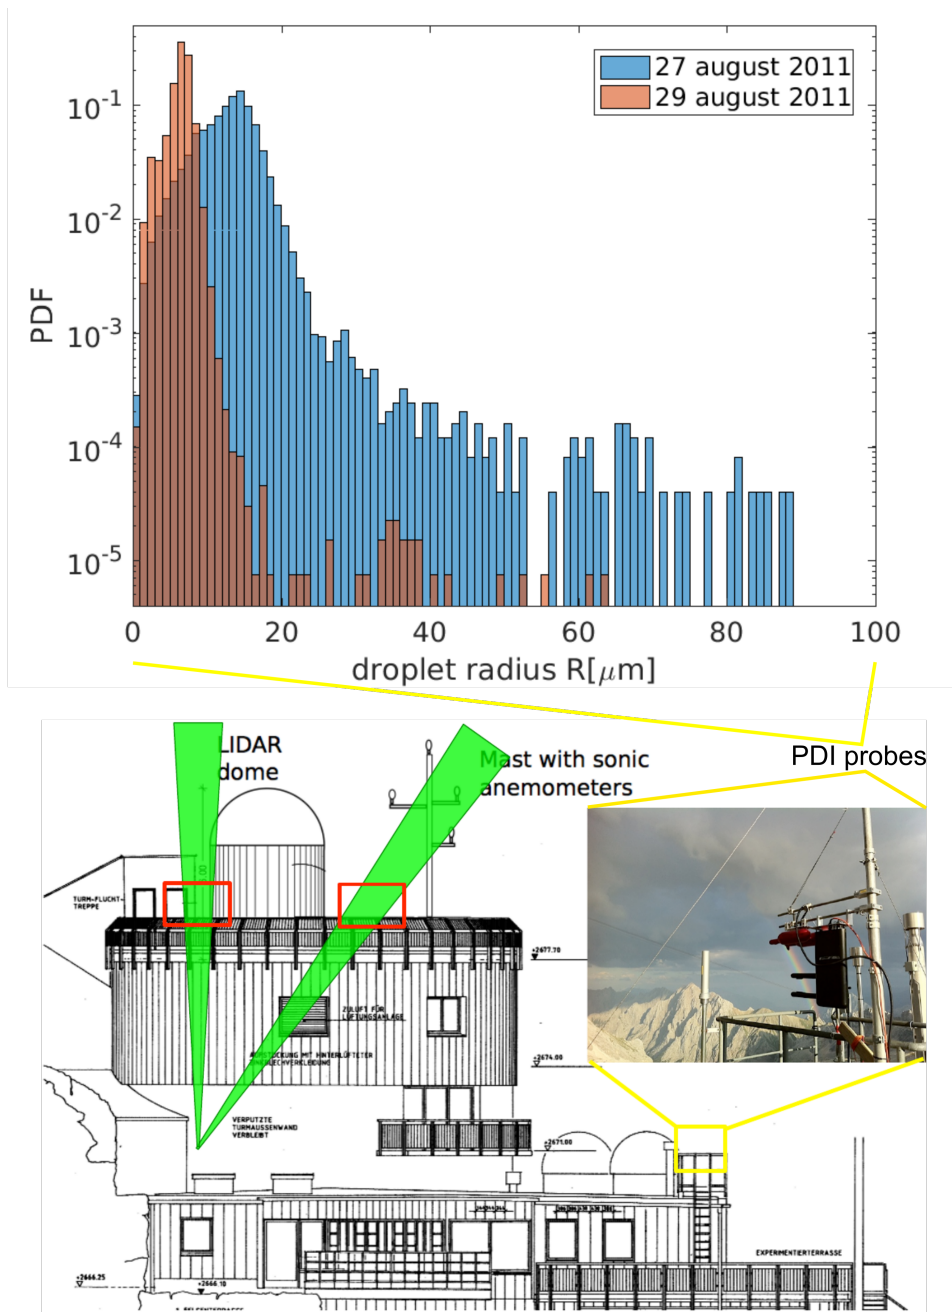 27 august 2011
29 august 2011
10-1
10-2
10-3
10-4
10-5
PDF
0 20 40 60 80 100
droplet radius R[μm]
PDI probes
LIDAR
dome
Mast with sonic
anemometers
TURM-FLUCHT-
TREPPE
+2677.70
ZULUFT FÜR
LÜFTUNGSANLAGE
MIT HINTERLÜFTETER
+2674.00
VERPUTZTE
TURMAUSSENWAND
VERBLEIBT
+2671.00
EXPERIMENTIERTERRASSE
+2666.25
+2666.10